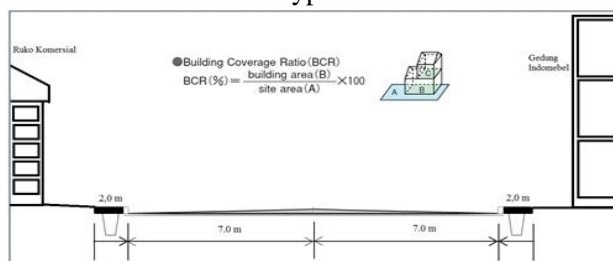 Ruko Komersial
●Building Coverage Ratio(BCR)
BCR(%)= building area(B) / site area(A) ×100
A
B
C
Gedung
Indomebel
2,0 m
2,0 m
7.0 m
7.0 m